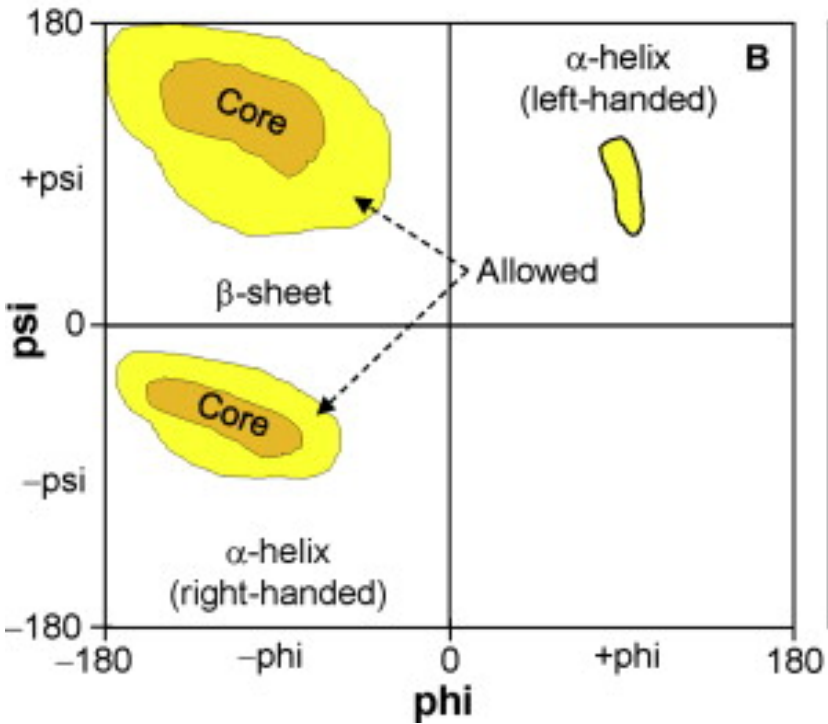 180
α-helix
(left-handed)
B
Core
+psi
Allowed
β-sheet
psi
0
Core
−psi
α-helix
(right-handed)
−180
−180
−phi
0
+phi
180
phi